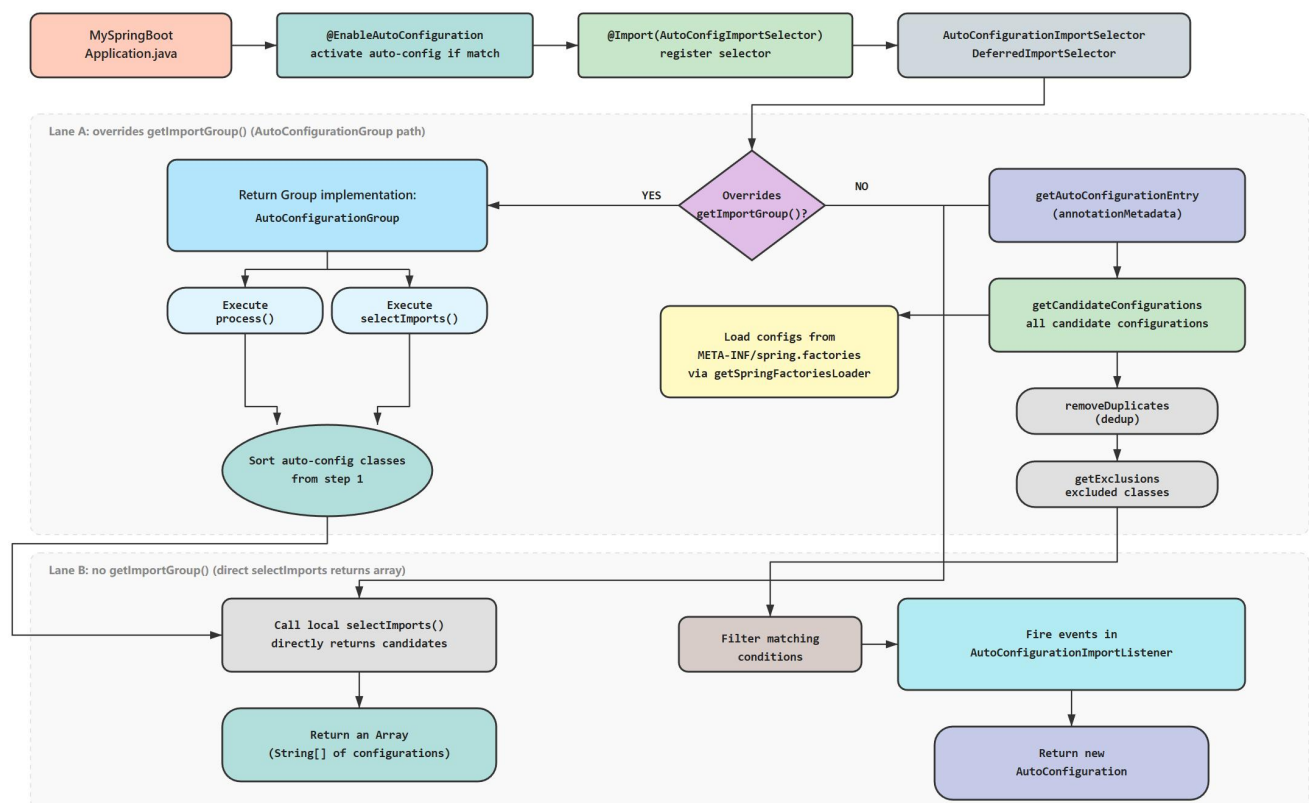 MySpringBoot
Application.java
@EnableAutoConfiguration
activate auto-config if match
@Import(AutoConfigImportSelector)
register selector
AutoConfigurationImportSelector
DeferredImportSelector
Lane A: overrides getImportGroup() (AutoConfigurationGroup path)
Return Group implementation:
AutoConfigurationGroup
YES
Overrides
getImportGroup()?
NO
getAutoConfigurationEntry
(annotationMetadata)
Execute
process()
Execute
selectImports()
getCandidateConfigurations
all candidate configurations
Load configs from
META-INF/spring.factories
via getSpringFactoriesLoader
removeDuplicates
(dedup)
Sort auto-config classes
from step 1
getExclusions
excluded classes
Lane B: no getImportGroup() (direct selectImports returns array)
Call local selectImports()
directly returns candidates
Filter matching
conditions
Fire events in
AutoConfigurationImportListener
Return an Array
(String[] of configurations)
Return new
AutoConfiguration